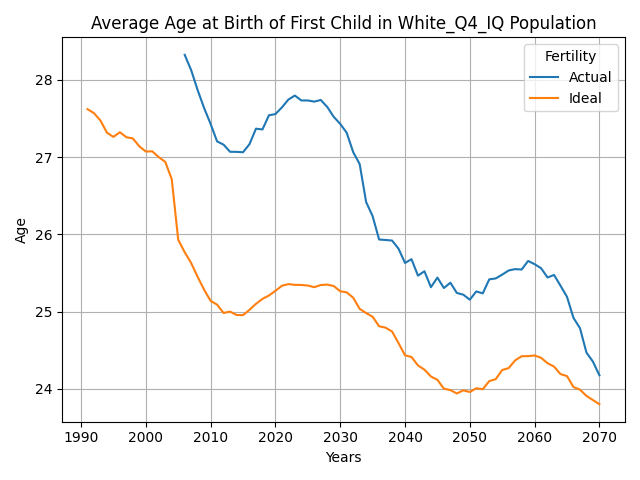 Average Age at Birth of First Child in White_Q4_IQ Population
Fertility
Actual
Ideal
Age
28
27
26
25
24
1990 2000 2010 2020 2030 2040 2050 2060 2070
Years